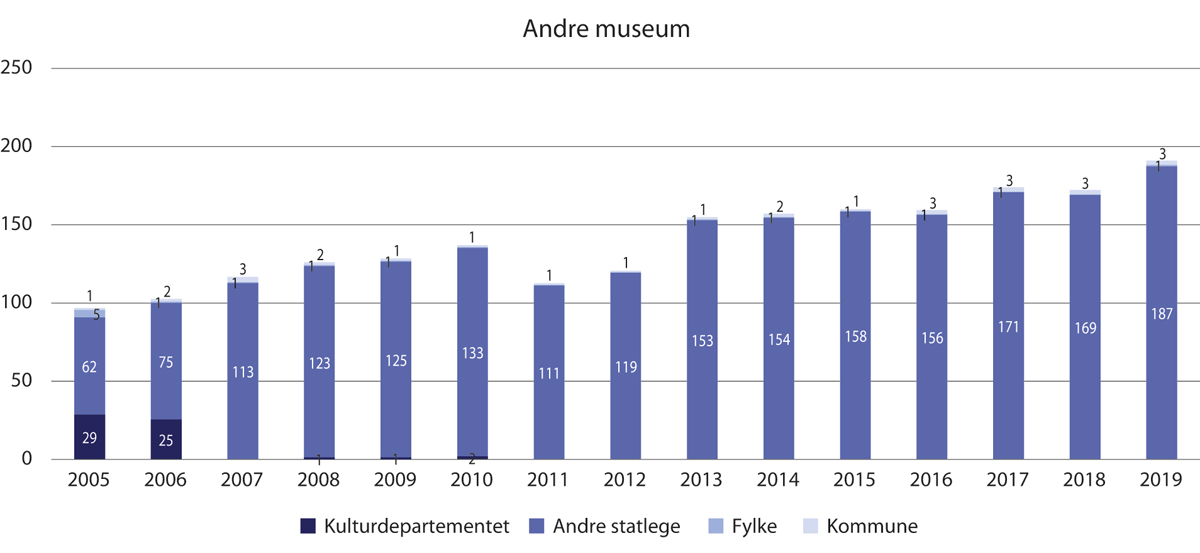 Andre museum
250
200
150
100
50
0
1 5 62 29
2 1 75 25
3 1 113
2 1 123 1
1 1 125 1
1 133 2
1 111
1 119
1 1 153
2 1 154
1 1 158
3 1 156
3 1 171
3 169
3 1 187
2005 2006 2007 2008 2009 2010 2011 2012 2013 2014 2015 2016 2017 2018 2019
Kulturdepartementet Andre statlege Fylke Kommune